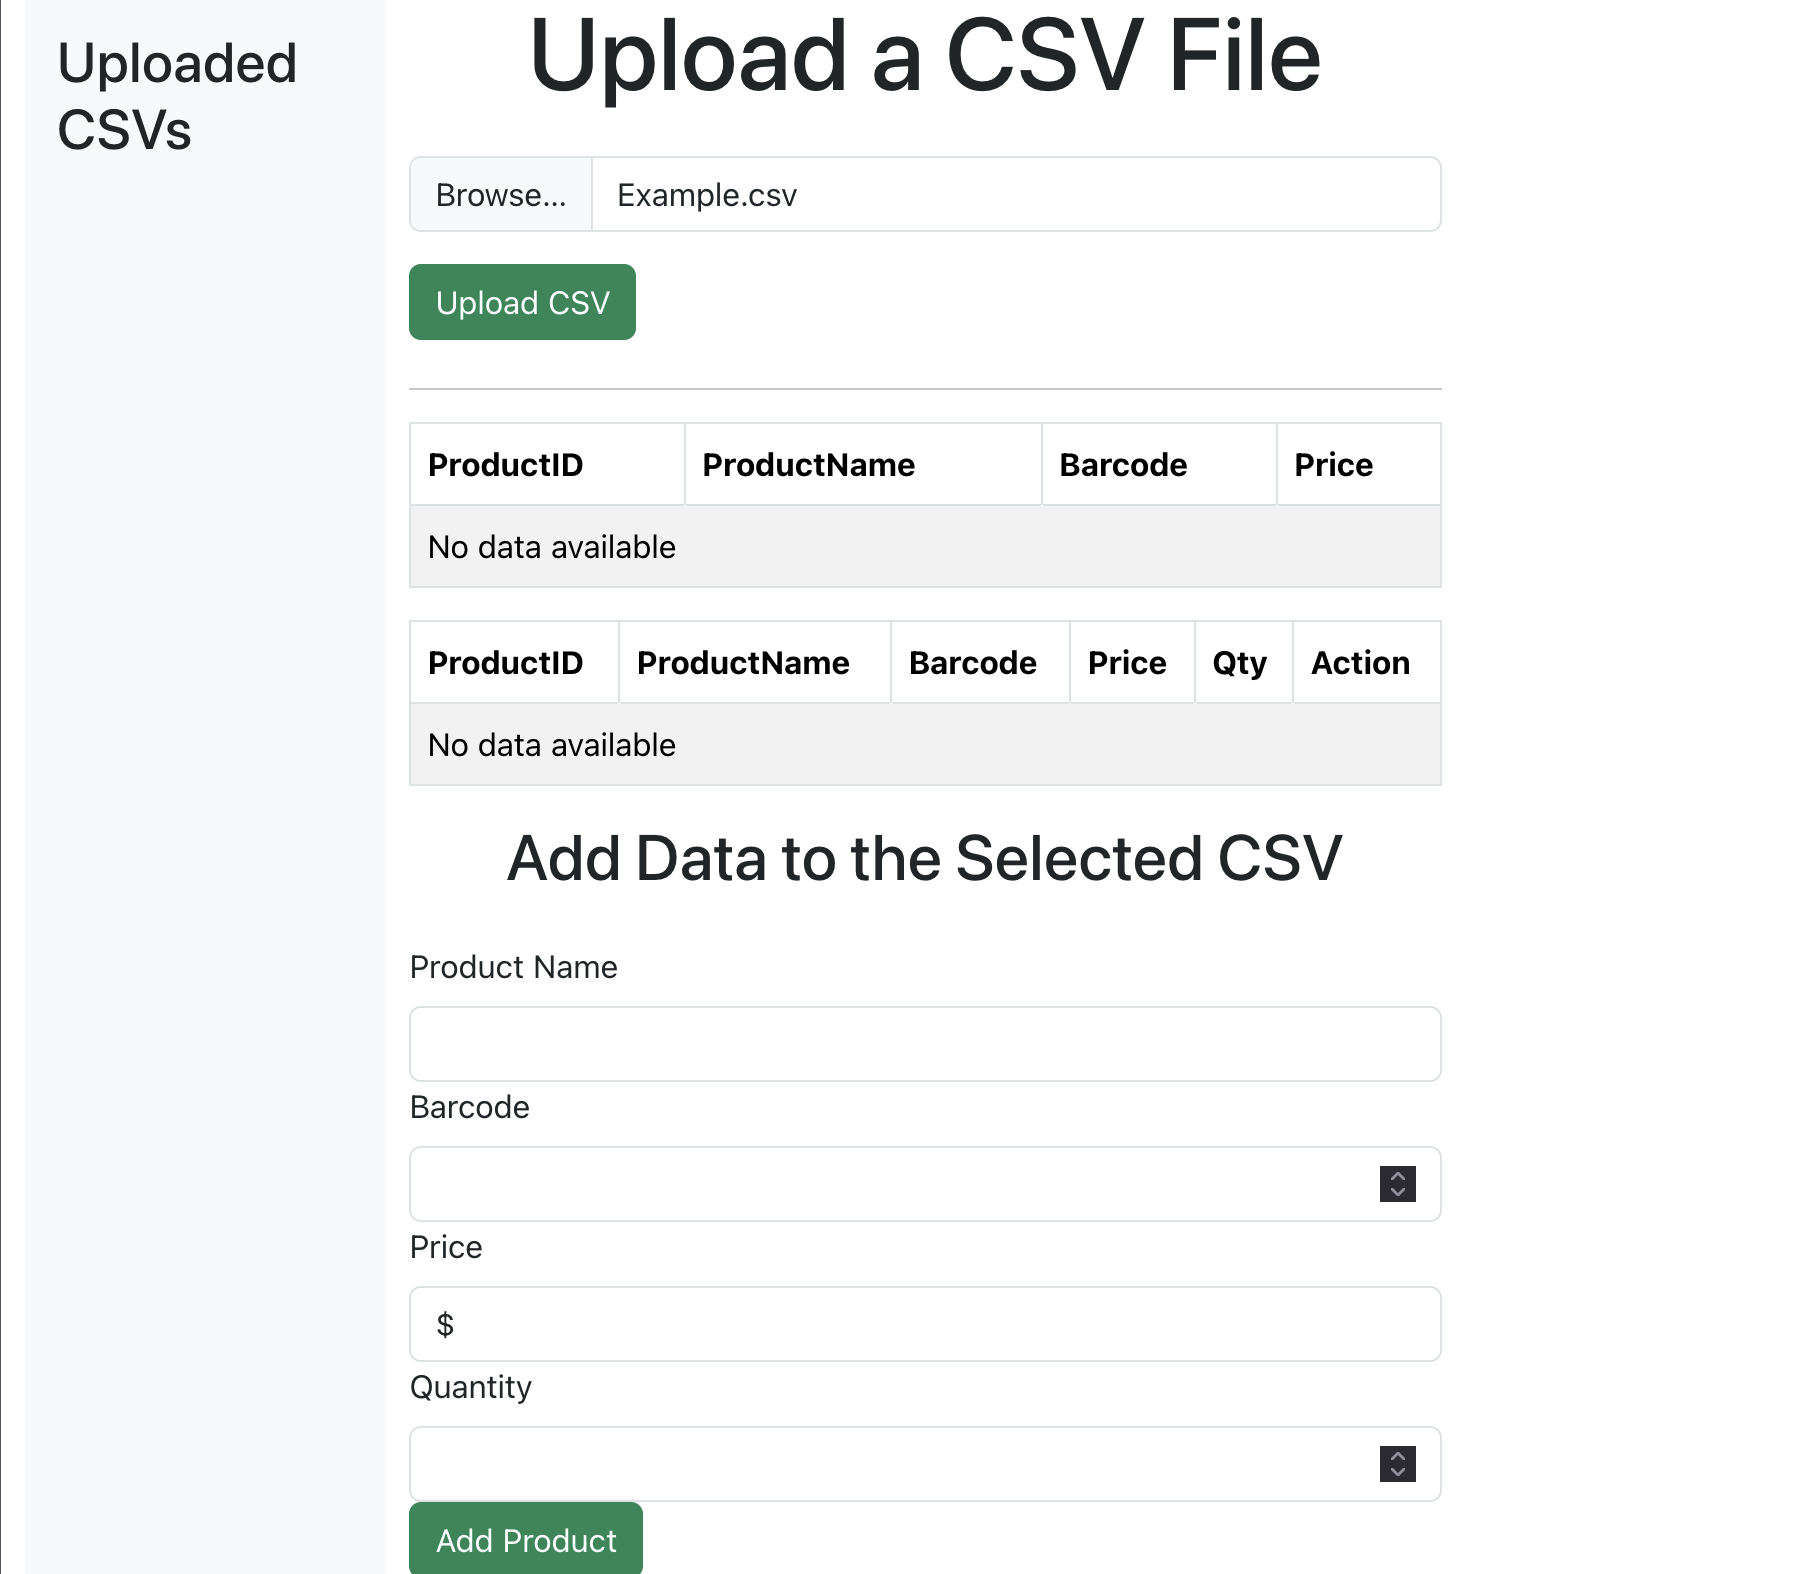 Uploaded
CSVs
Upload a CSV File
Browse... Example.csv
Upload CSV
ProductID ProductName Barcode Price
No data available
ProductID ProductName Barcode Price Qty Action
No data available
Add Data to the Selected CSV
Product Name
Barcode
Price
$
Quantity
Add Product